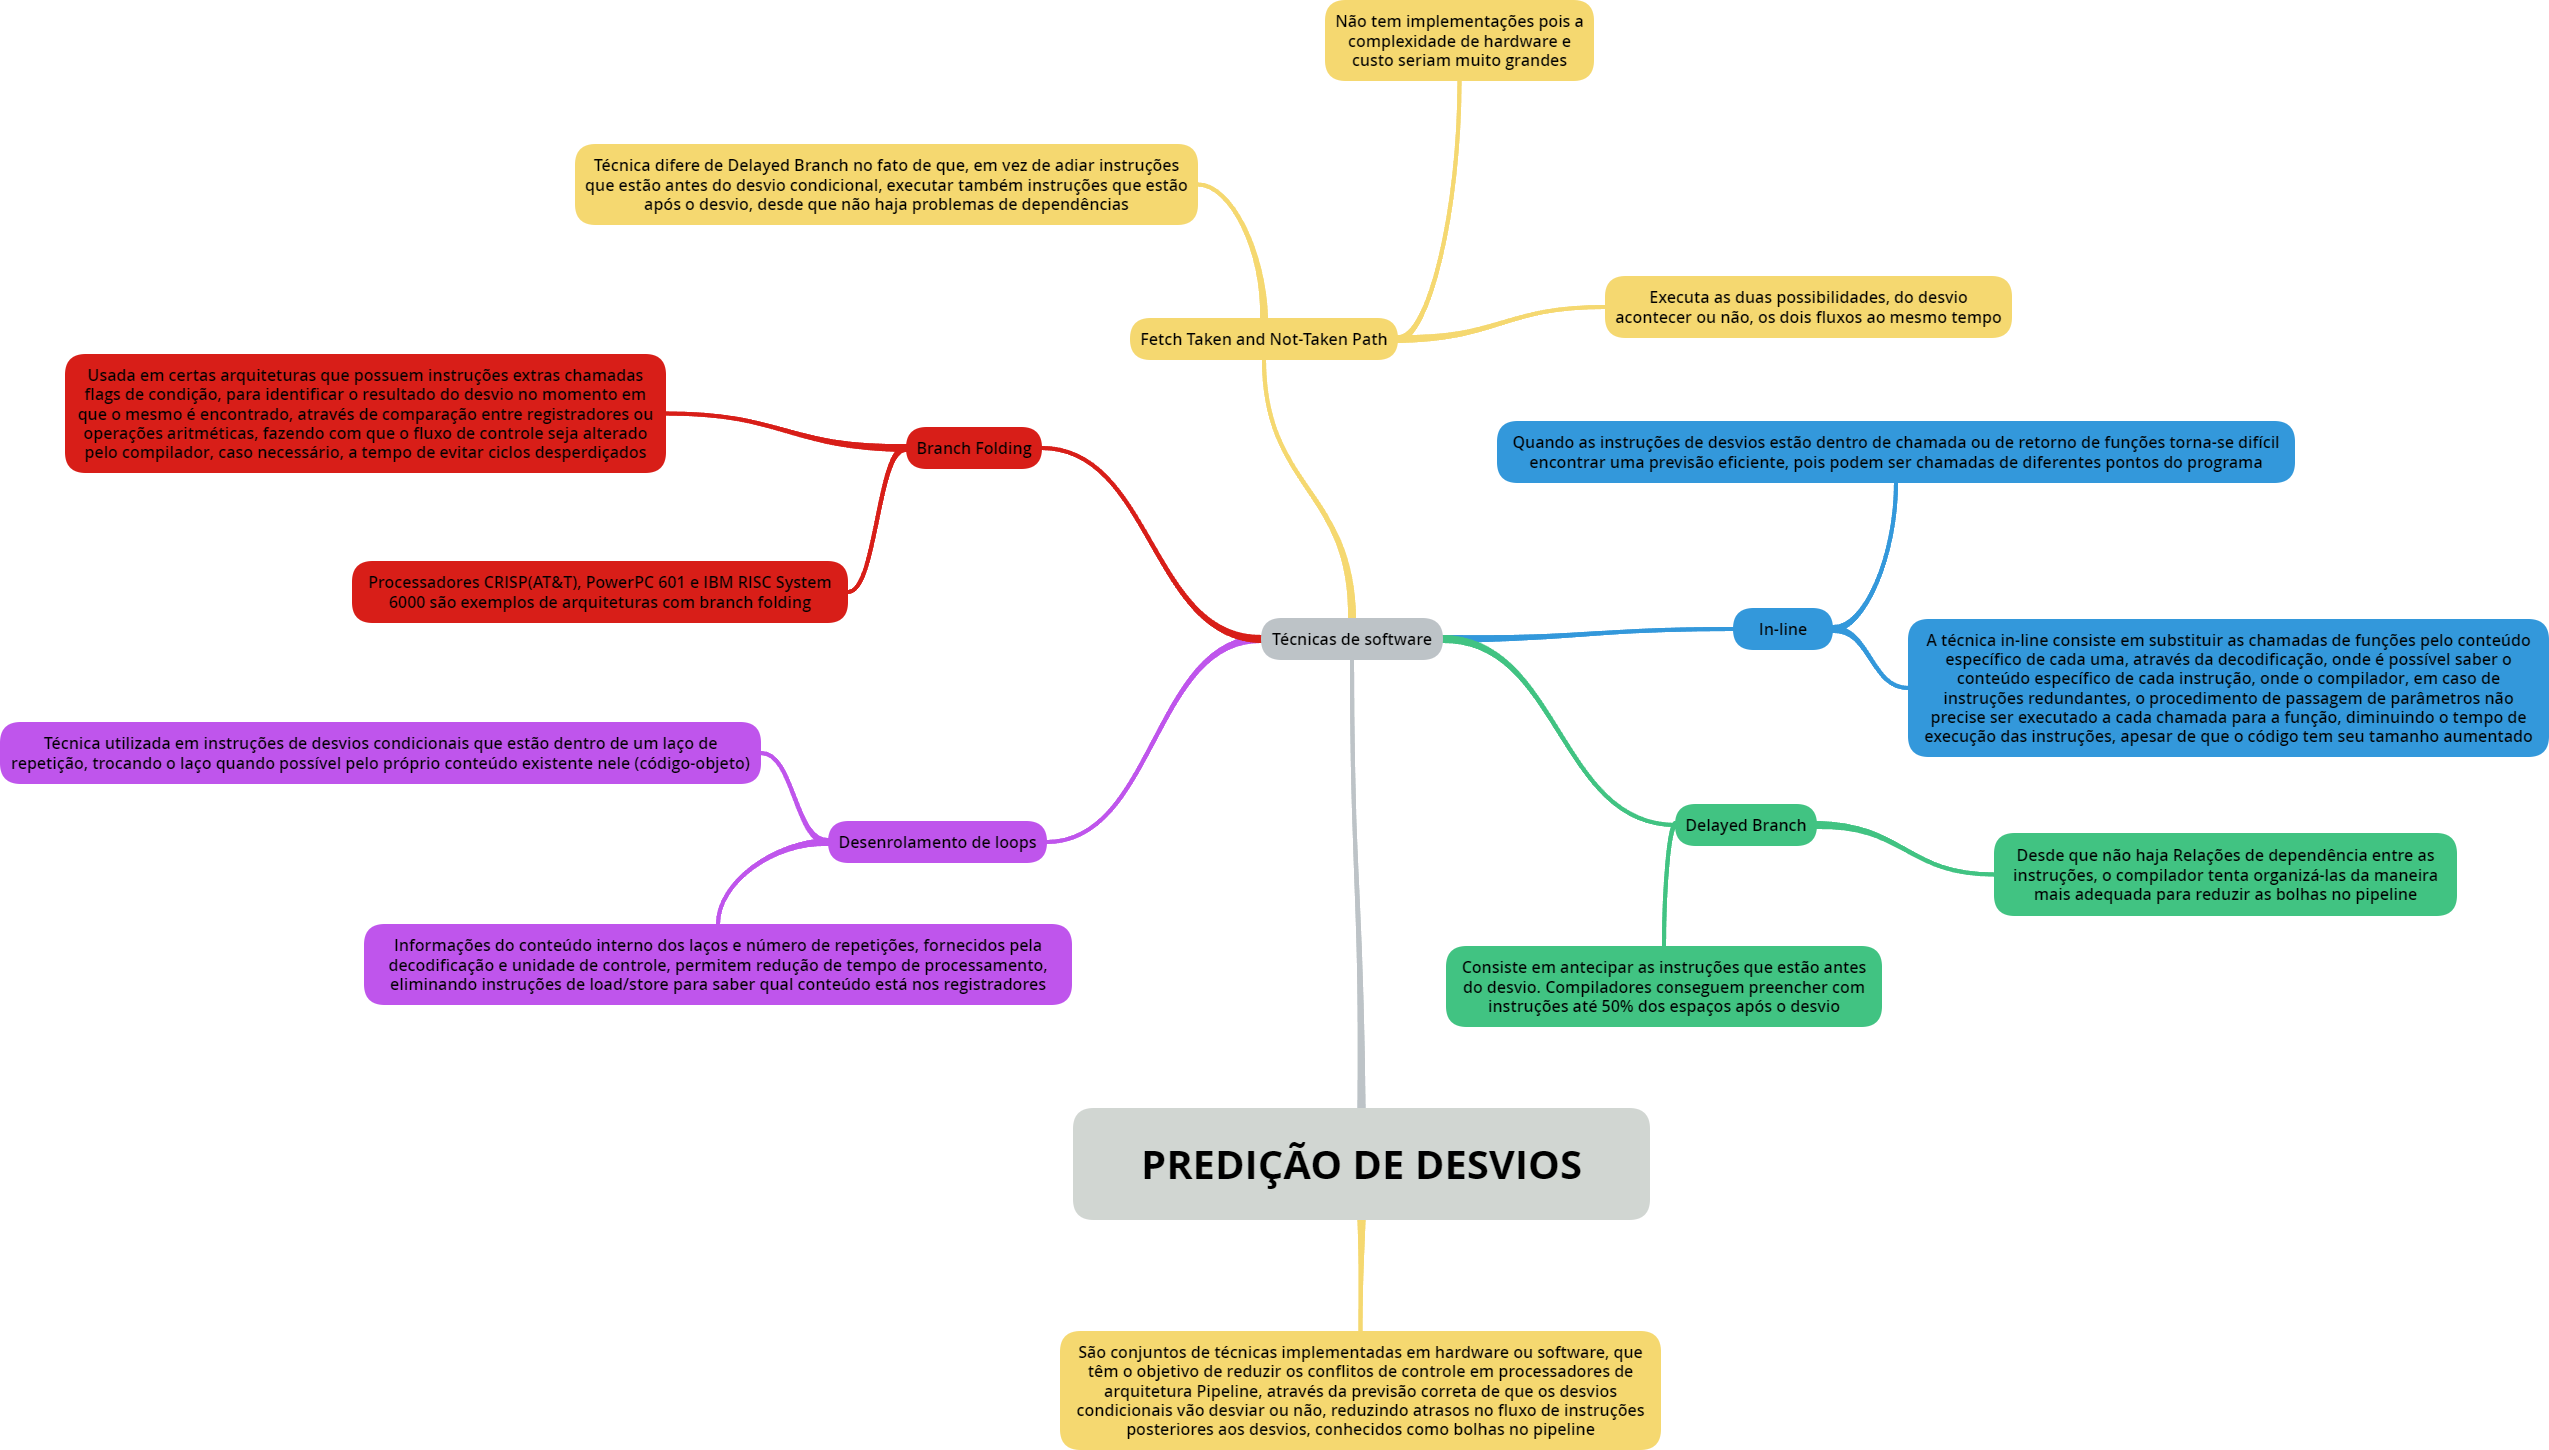 Não tem implementações pois a
complexidade de hardware e
custo seriam muito grandes
Técnica difere de Delayed Branch no fato de que, em vez de adiar instruções
que estão antes do desvio condicional, executar também instruções que estão
após o desvio, desde que não haja problemas de dependências
Executa as duas possibilidades, do desvio
acontecer ou não, os dois fluxos ao mesmo tempo
Fetch Taken and Not-Taken Path
Usada em certas arquiteturas que possuem instruções extras chamadas
flags de condição, para identificar o resultado do desvio no momento em
que o mesmo é encontrado, através de comparação entre registradores ou
operações aritméticas, fazendo com que o fluxo de controle seja alterado
pelo compilador, caso necessário, a tempo de evitar ciclos desperdiçados
Branch Folding
Quando as instruções de desvios estão dentro de chamada ou de retorno de funções torna-se difícil
encontrar uma previsão eficiente, pois podem ser chamadas de diferentes pontos do programa
Processadores CRISP(AT&T), PowerPC 601 e IBM RISC System
6000 são exemplos de arquiteturas com branch folding
Técnicas de software
In-line
A técnica in-line consiste em substituir as chamadas de funções pelo conteúdo
específico de cada uma, através da decodificação, onde é possível saber o
conteúdo específico de cada instrução, onde o compilador, em caso de
instruções redundantes, o procedimento de passagem de parâmetros não
precise ser executado a cada chamada para a função, diminuindo o tempo de
execução das instruções, apesar de que o código tem seu tamanho aumentado
Técnica utilizada em instruções de desvios condicionais que estão dentro de um laço de
repetição, trocando o laço quando possível pelo próprio conteúdo existente nele (código-objeto)
Desenrolamento de loops
Delayed Branch
Desde que não haja Relações de dependência entre as
instruções, o compilador tenta organizá-las da maneira
mais adequada para reduzir as bolhas no pipeline
Informações do conteúdo interno dos laços e número de repetições, fornecidos pela
decodificação e unidade de controle, permitem redução de tempo de processamento,
eliminando instruções de load/store para saber qual conteúdo está nos registradores
Consiste em antecipar as instruções que estão antes
do desvio. Compiladores conseguem preencher com
instruções até 50% dos espaços após o desvio
PREDIÇÃO DE DESVIOS
São conjuntos de técnicas implementadas em hardware ou software, que
têm o objetivo de reduzir os conflitos de controle em processadores de
arquitetura Pipeline, através da previsão correta de que os desvios
condicionais vão desviar ou não, reduzindo atrasos no fluxo de instruções
posteriores aos desvios, conhecidos como bolhas no pipeline